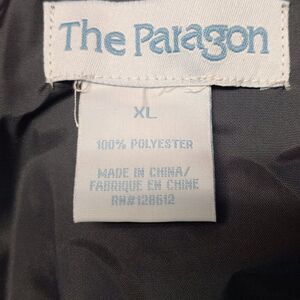 The Paragon
XL
100% POLYESTER
MADE IN CHINA/
FABRIQUE EN CHINE
RN#128612